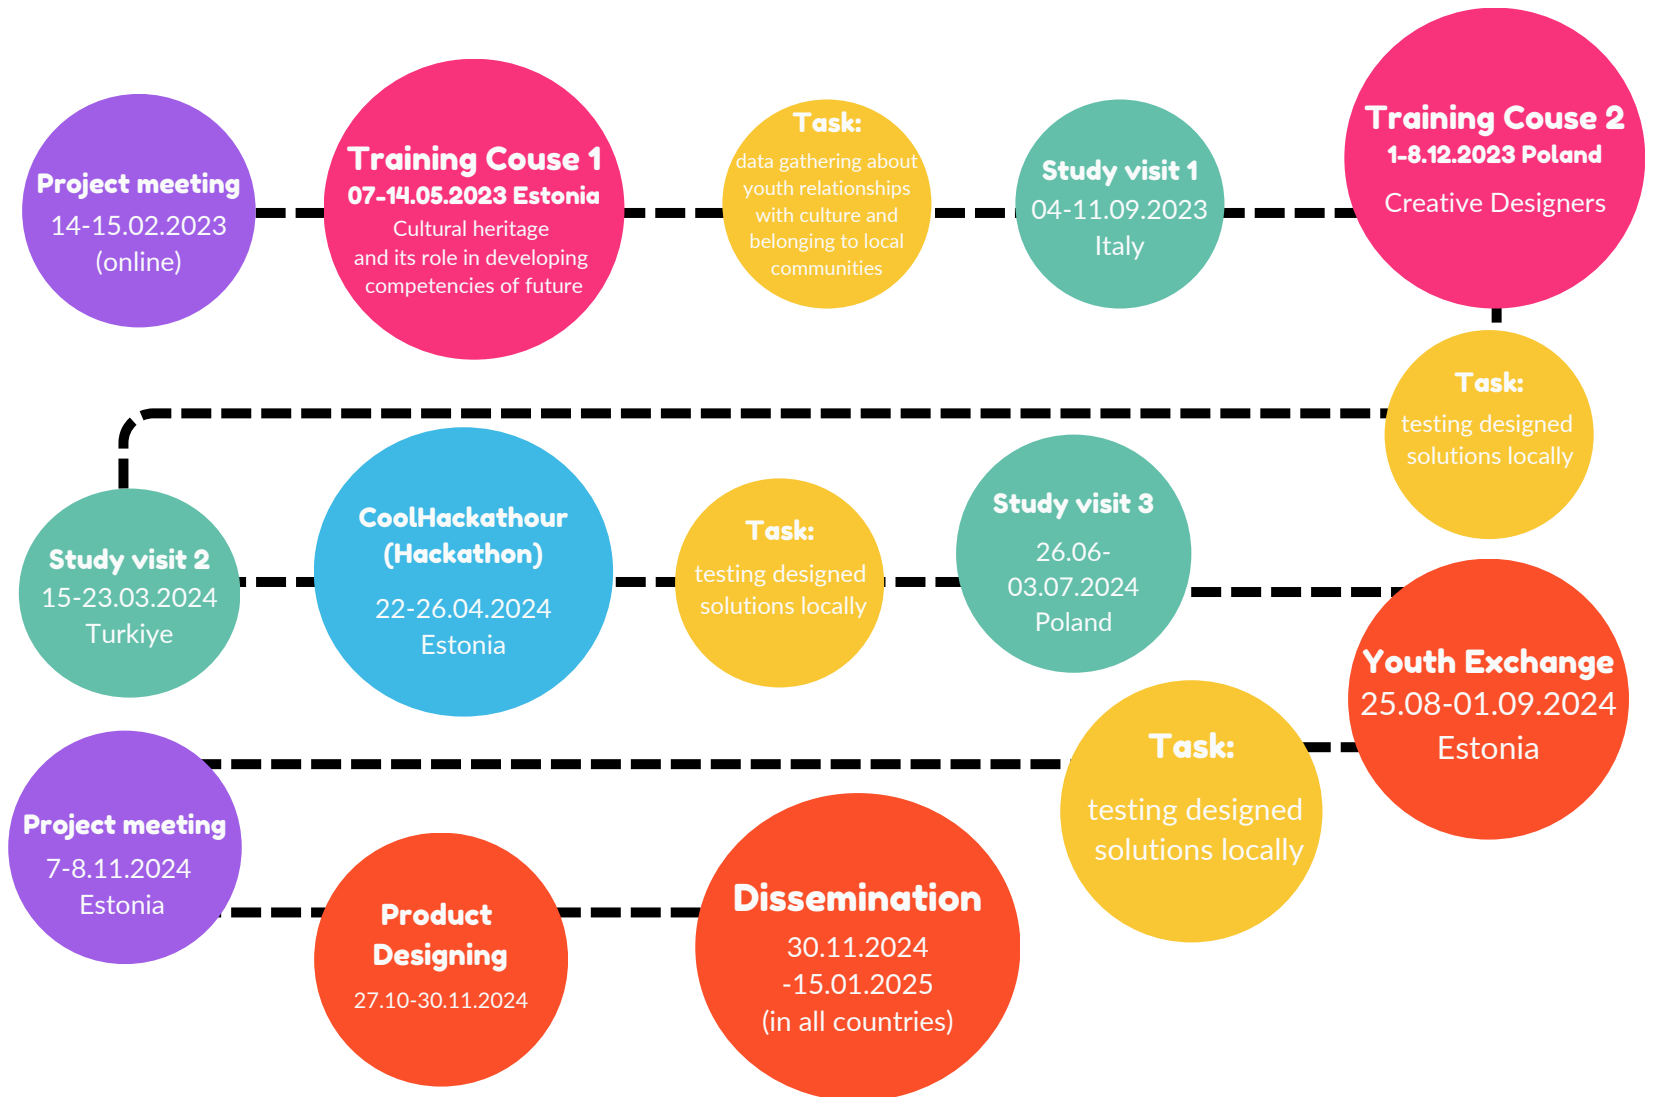 Project meeting
14-15.02.2023
(online)
Training Couse 1
07-14.05.2023 Estonia
Cultural heritage
and its role in developing
competencies of future
Task:
data gathering about
youth relationships
with culture and
belonging to local
communities
Study visit 1
04-11.09.2023
Italy
Training Couse 2
1-8.12.2023 Poland
Creative Designers
Task:
testing designed
solutions locally
Study visit 2
15-23.03.2024
Turkiye
CoolHackathour
(Hackathon)
22-26.04.2024
Estonia
Task:
testing designed
solutions locally
Study visit 3
26.06-
03.07.2024
Poland
Youth Exchange
25.08-01.09.2024
Estonia
Task:
testing designed
solutions locally
Project meeting
7-8.11.2024
Estonia
Product
Designing
27.10-30.11.2024
Dissemination
30.11.2024
-15.01.2025
(in all countries)